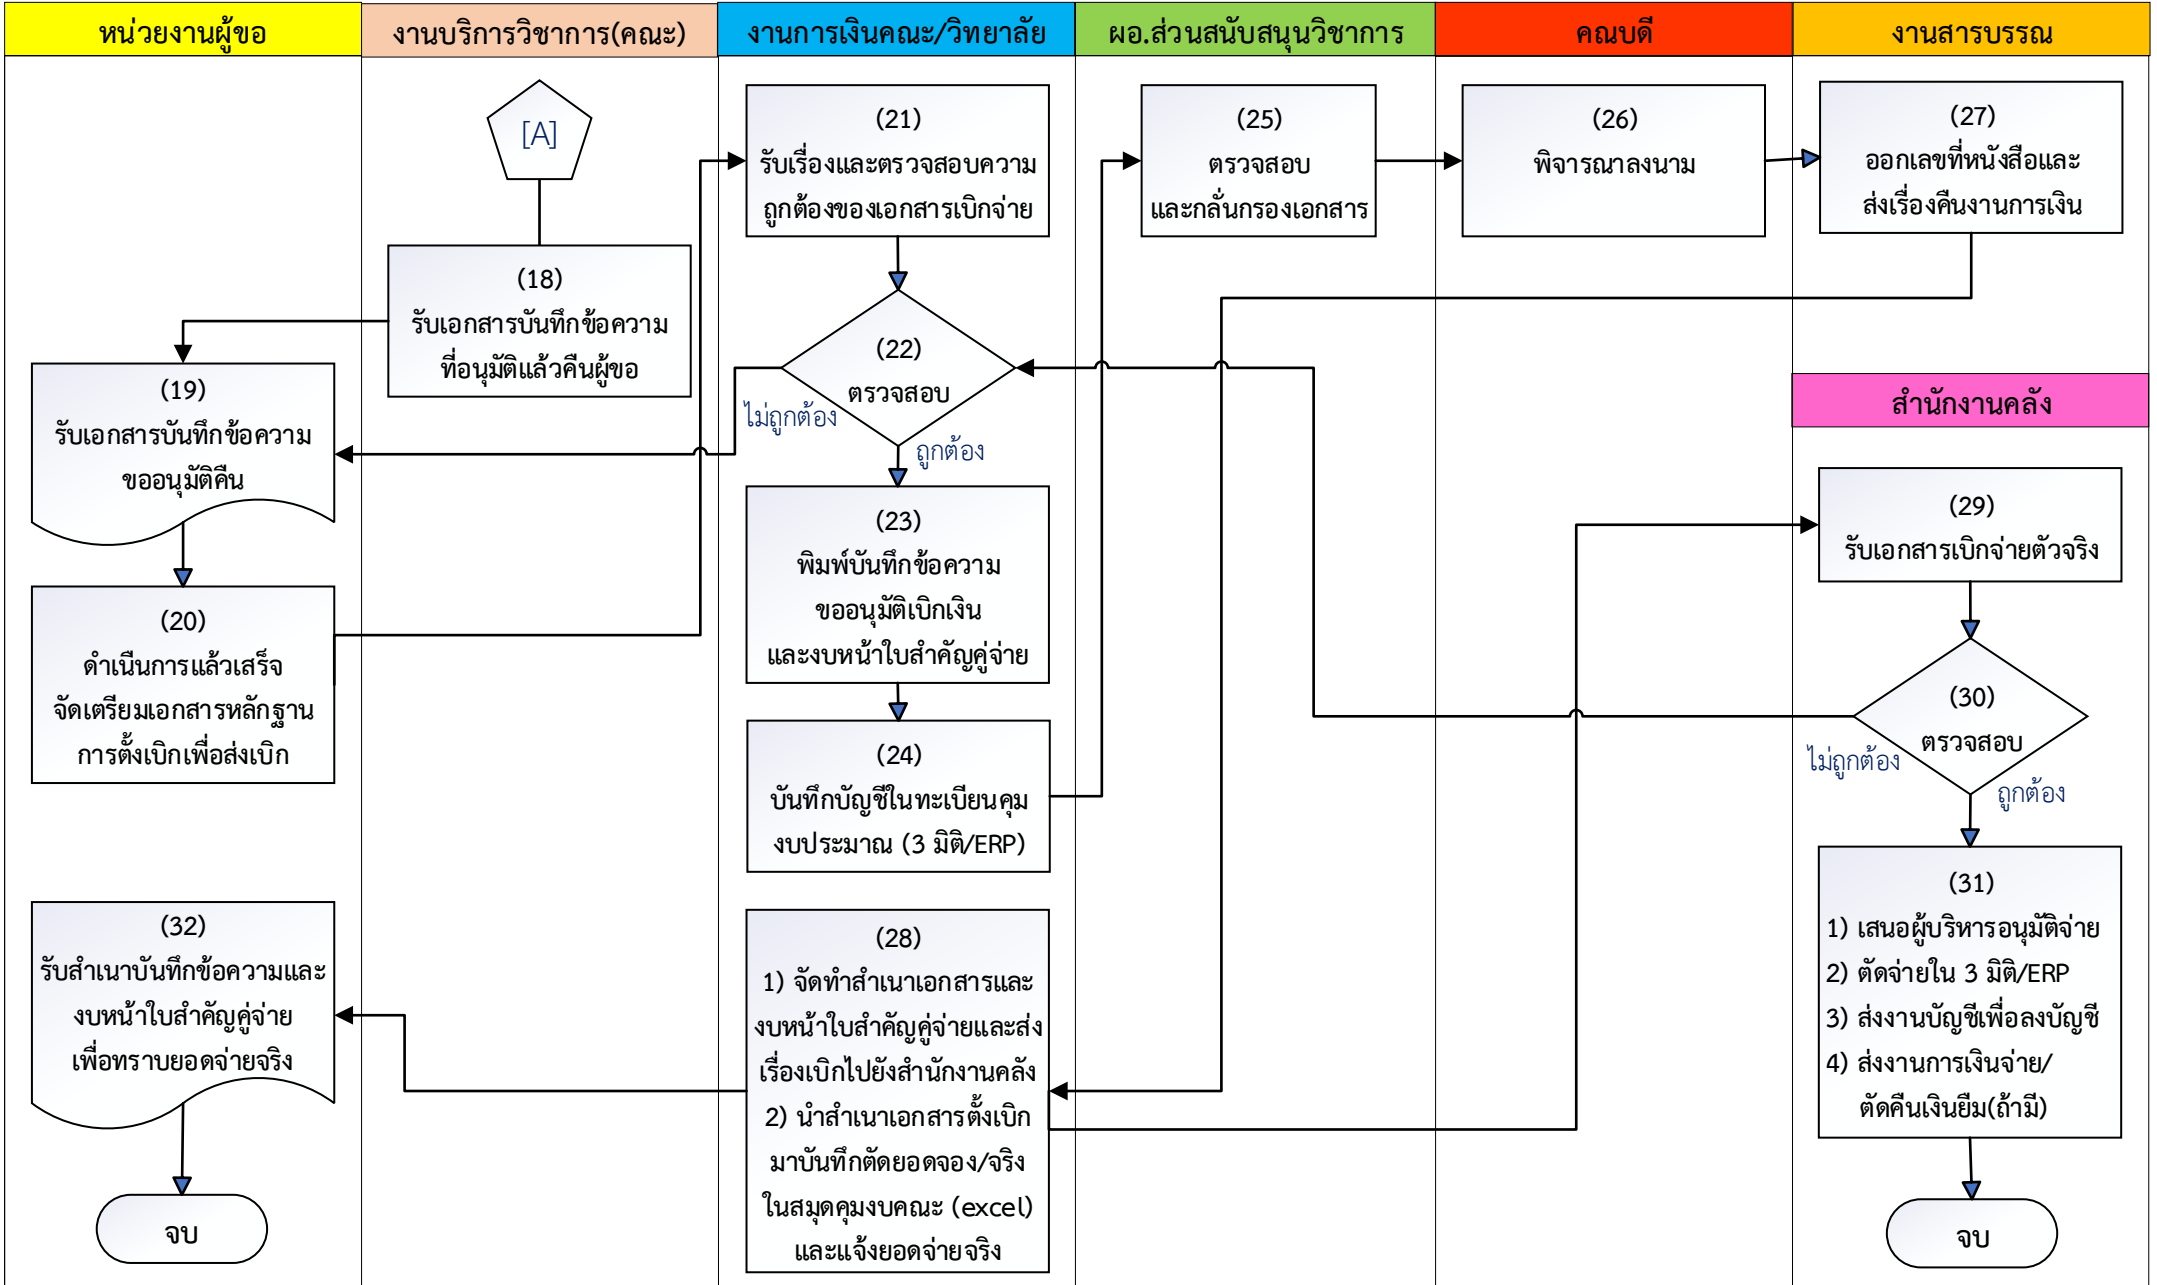 หน่วยงานผู้ขอ
งานบริการวิชาการ(คณะ)
งานการเงินคณะ/วิทยาลัย
ผอ.ส่วนสนับสนุนวิชาการ
คณบดี
งานสารบรรณ
[A]
(18)
รับเอกสารบันทึกข้อความ
ที่อนุมัติแล้วคืนผู้ขอ
(19)
รับเอกสารบันทึกข้อความ
ขออนุมัติคืน
(20)
ดำเนินการแล้วเสร็จ
จัดเตรียมเอกสารหลักฐาน
การตั้งเบิกเพื่อส่งเบิก
(21)
รับเรื่องและตรวจสอบความ
ถูกต้องของเอกสารเบิกจ่าย
(22)
ตรวจสอบ
ไม่ถูกต้อง
ถูกต้อง
(23)
พิมพ์บันทึกข้อความ
ขออนุมัติเบิกเงิน
และงบหน้าใบสำคัญคู่จ่าย
(24)
บันทึกบัญชีในทะเบียนคุม
งบประมาณ (3 มิติ/ERP)
(25)
ตรวจสอบ
และกลั่นกรองเอกสาร
(26)
พิจารณาลงนาม
(27)
ออกเลขที่หนังสือและ
ส่งเรื่องคืนงานการเงิน
(28)
1) จัดทำสำเนาเอกสารและ
งบหน้าใบสำคัญคู่จ่ายและส่ง
เรื่องเบิกไปยังสำนักงานคลัง
2) นำสำเนาเอกสารตั้งเบิก
มาบันทึกตัดยอดจอง/จริง
ในสมุดคุมงบคณะ (excel)
และแจ้งยอดจ่ายจริง
สำนักงานคลัง
(29)
รับเอกสารเบิกจ่ายตัวจริง
(30)
ตรวจสอบ
ไม่ถูกต้อง
ถูกต้อง
(31)
1) เสนอผู้บริหารอนุมัติจ่าย
2) ตัดจ่ายใน 3 มิติ/ERP
3) ส่งงานบัญชีเพื่อลงบัญชี
4) ส่งงานการเงินจ่าย/
ตัดคืนเงินยืม(ถ้ามี)
จบ
(32)
รับสำเนาบันทึกข้อความและ
งบหน้าใบสำคัญคู่จ่าย
เพื่อทราบยอดจ่ายจริง
จบ